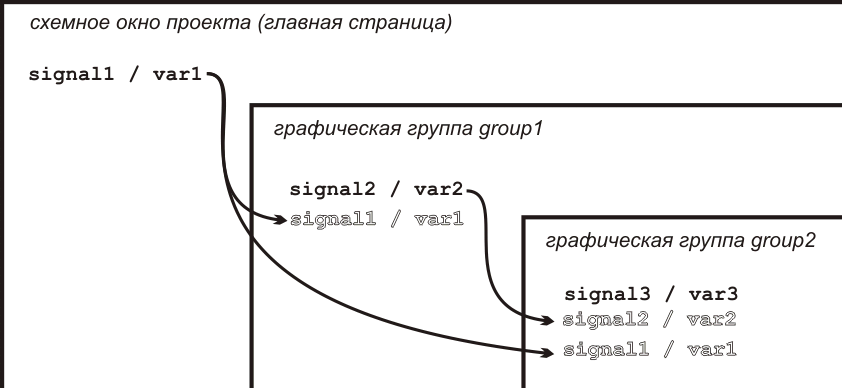 схемное окно проекта (главная страница)
signal1 / var1
графическая группа group1
signal2 / var2
signal1 / var1
графическая группа group2
signal3 / var3
signal2 / var2
signal1 / var1